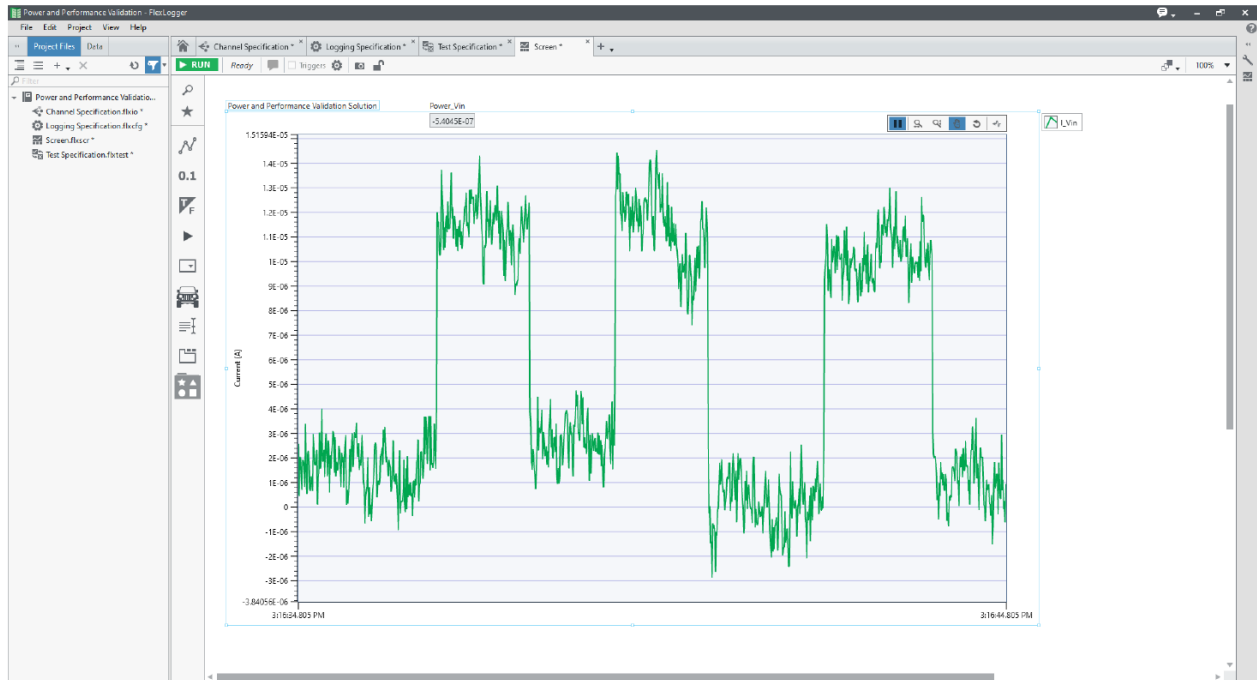 Power and Performance Validation - FlexLogger
File Edit Project View Help
Project Files Data
Channel Specification * Logging Specification * Test Specification * Screen *
RUN Ready Triggers 100%
Filter
Power and Performance Validatio...
Channel Specification.flxio *
Logging Specification.flxcfg *
Screen.flxscr *
Test Specification.flxtest *
0.1
T F
Power and Performance Validation Solution
Power_Vin
-5.4045E-07
I_Vin
1.51594E-05
1.4E-05
1.3E-05
1.2E-05
1.1E-05
1E-05
9E-06
8E-06
7E-06
6E-06
5E-06
4E-06
3E-06
2E-06
1E-06
0
-1E-06
-2E-06
-3E-06
-3.84056E-06
Current [A]
3:16:34.805 PM
3:16:44.805 PM